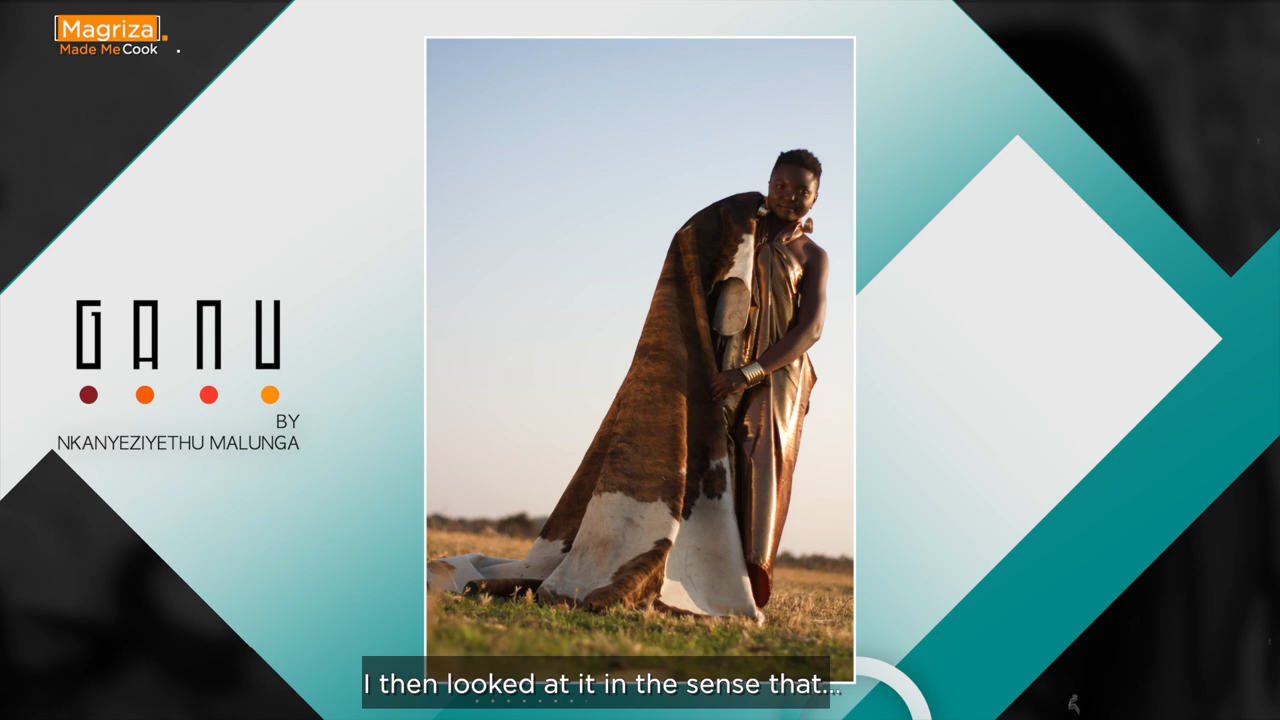 Magriza
Made Me Cook
GANU
BY
NKANYEZIYETHU MALUNGA
I then looked at it in the sense that...